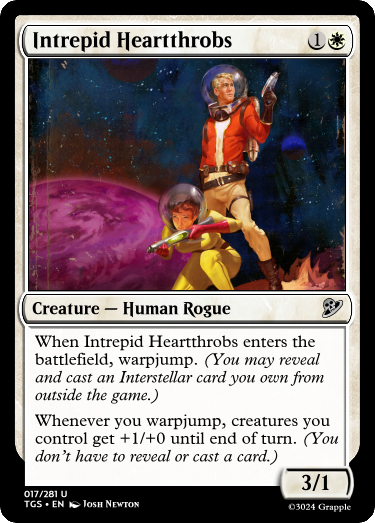 Intrepid Heartthrobs 1
Creature — Human Rogue
When Intrepid Heartthrobs enters the
battlefield, warpjump. (You may reveal
and cast an Interstellar card you own from
outside the game.)
Whenever you warpjump, creatures you
control get +1/+0 until end of turn. (You
don't have to reveal or cast a card.)
3/1
017/281 U
TGS • EN Josh Newton
©3024 Grapple